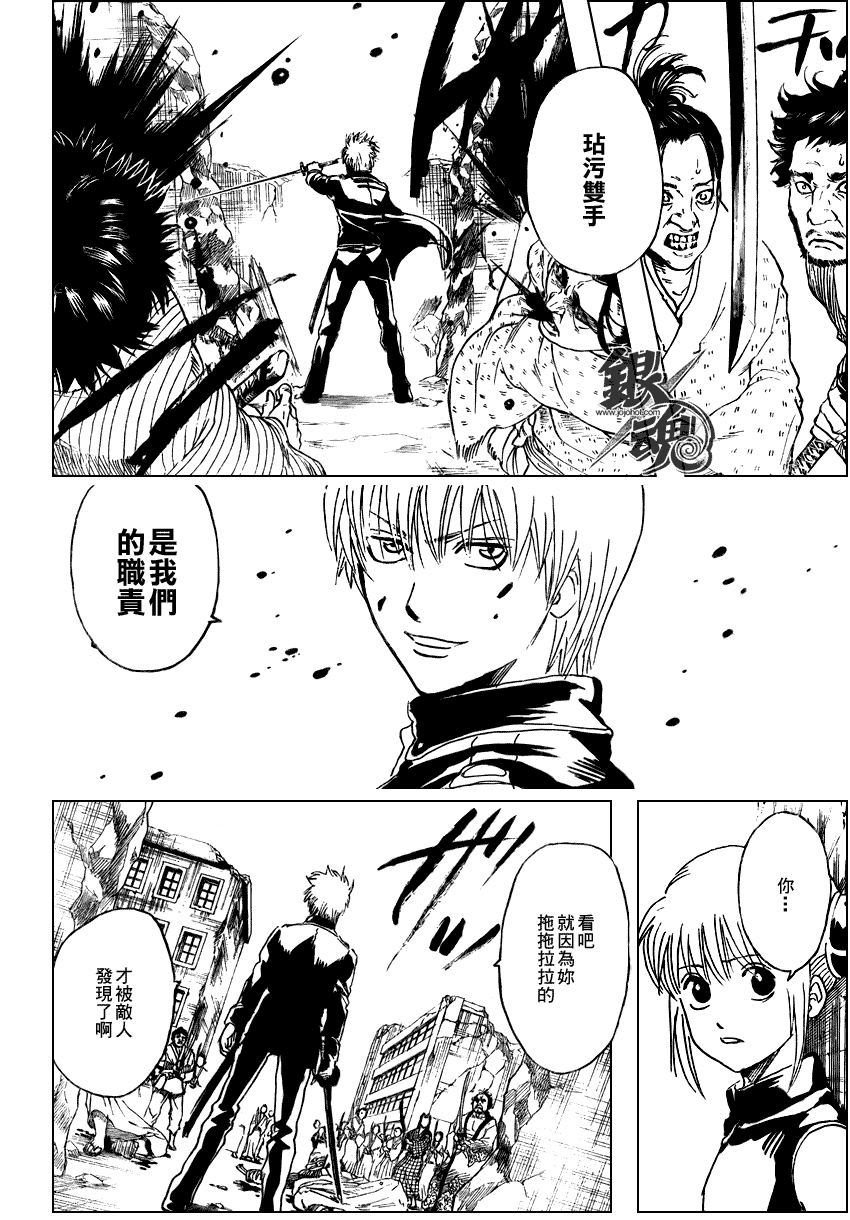 玷污雙手
銀魂
www.jojohot.com
是我們
的職責
你…
看吧
就因為妳
拖拖拉拉的
才被敵人
發現了啊